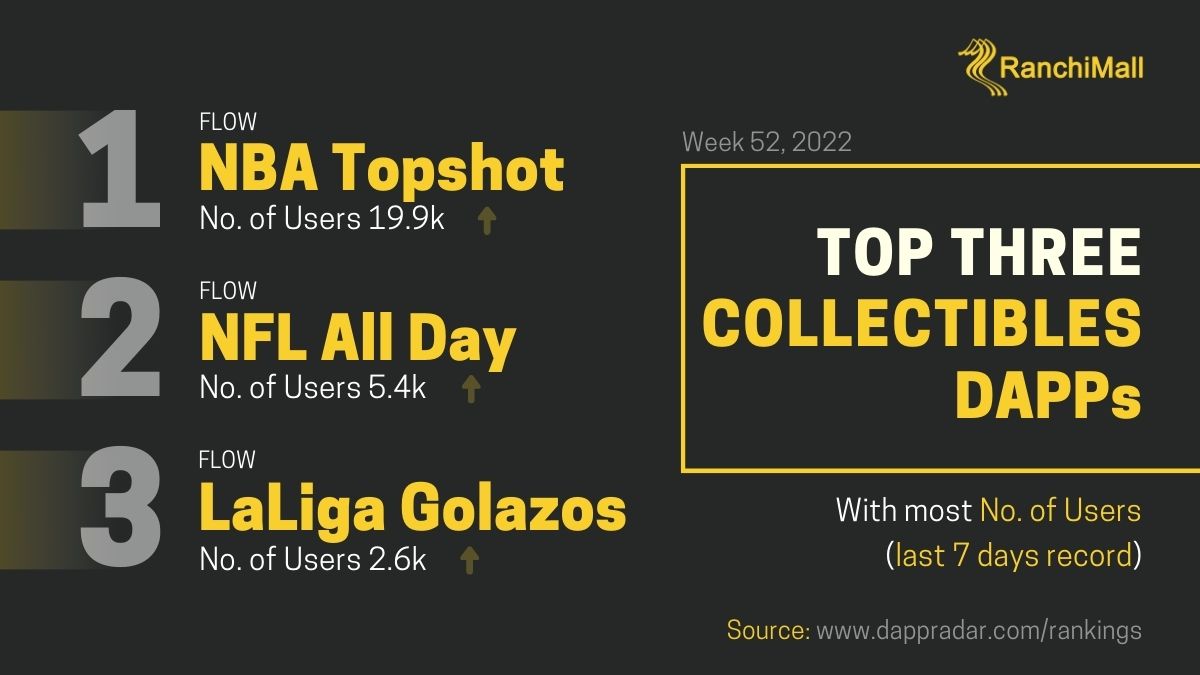 RanchiMall
1
FLOW
NBA Topshot
No. of Users 19.9k
2
FLOW
NFL All Day
No. of Users 5.4k
3
FLOW
LaLiga Golazos
No. of Users 2.6k
Week 52, 2022
TOP THREE
COLLECTIBLES
DAPPs
With most No. of Users
(last 7 days record)
Source: www.dappradar.com/rankings